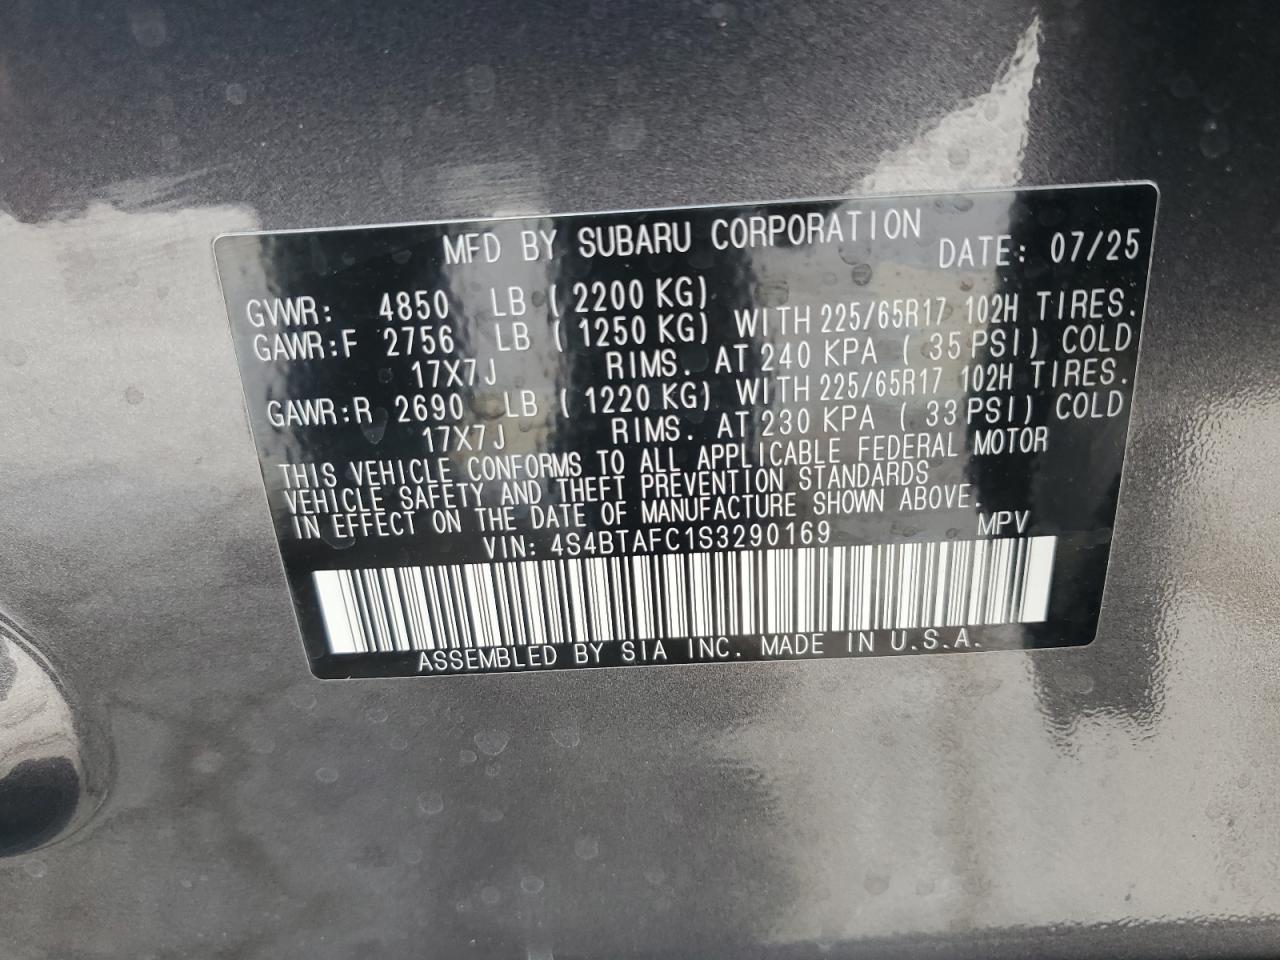 MFD BY SUBARU CORPORATION DATE: 07/25
GVWR: 4850 LB ( 2200 KG)
GAWR:F 2756 LB ( 1250 KG) WITH 225/65R17 102H TIRES.
17X7J RIMS. AT 240 KPA ( 35 PSI) COLD
GAWR:R 2690 LB ( 1220 KG) WITH 225/65R17 102H TIRES.
17X7J RIMS. AT 230 KPA ( 33 PSI) COLD
THIS VEHICLE CONFORMS TO ALL APPLICABLE FEDERAL MOTOR
VEHICLE SAFETY AND THEFT PREVENTION STANDARDS
IN EFFECT ON THE DATE OF MANUFACTURE SHOWN ABOVE.
VIN: 4S4BTAFC1S3290169 MPV
ASSEMBLED BY SIA INC. MADE IN U.S.A.